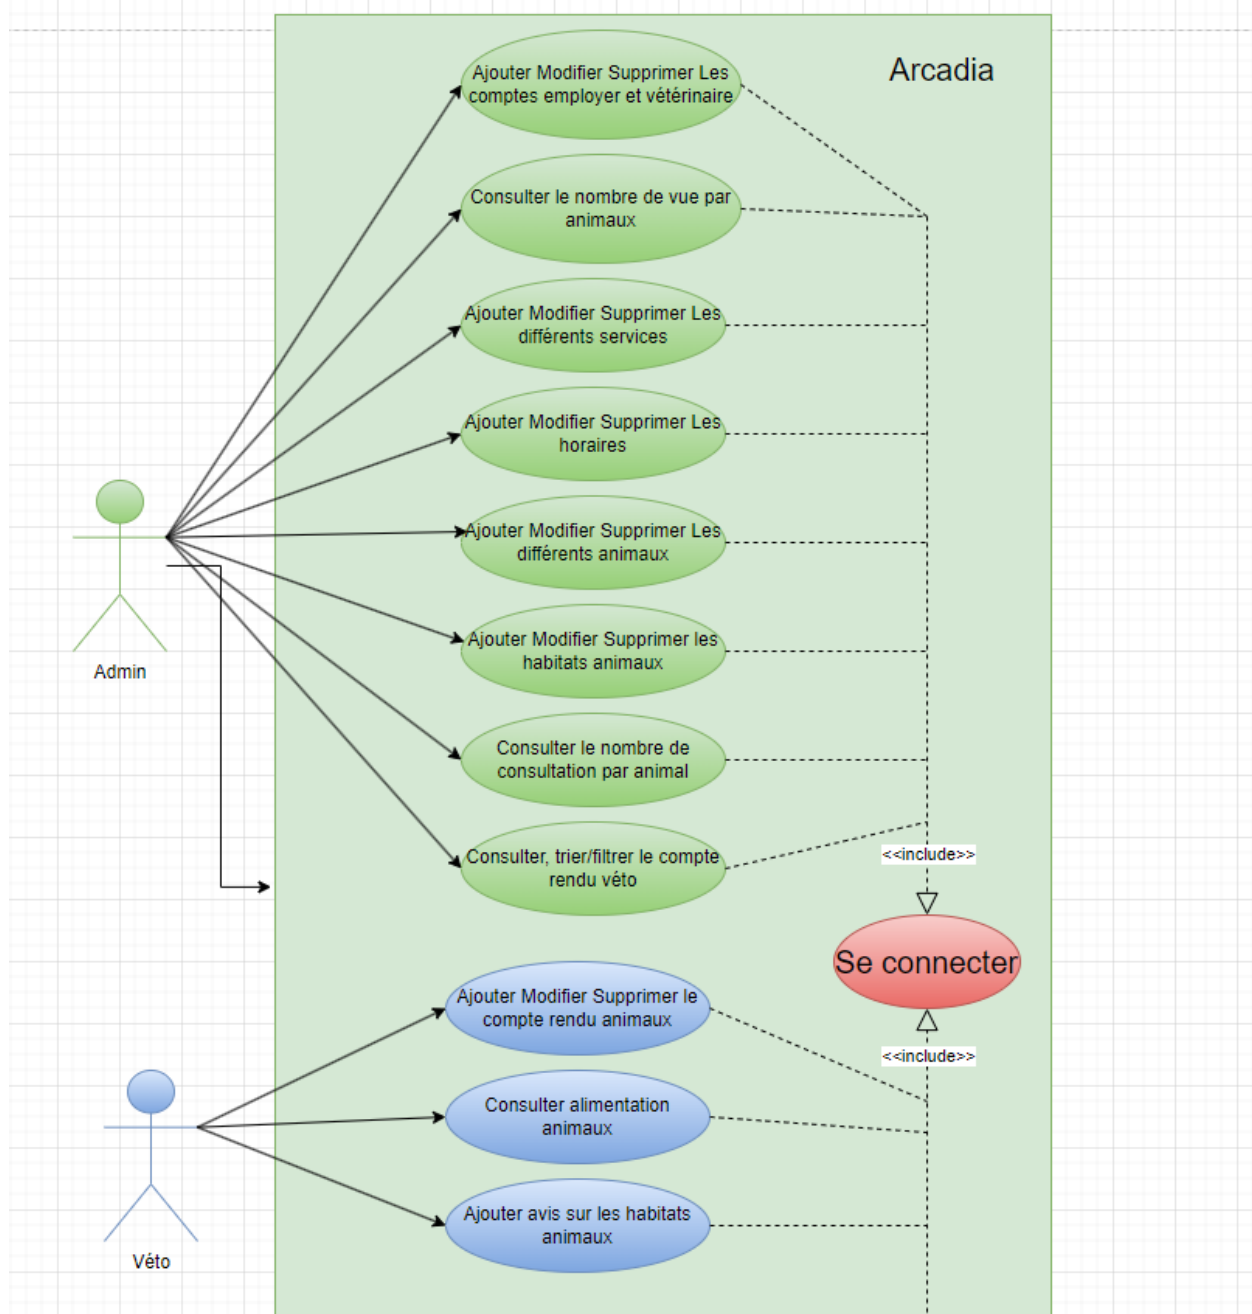 Arcadia
Ajouter Modifier Supprimer Les
comptes employer et vétérinaire
Consulter le nombre de vue par
animaux
Ajouter Modifier Supprimer Les
différents services
Ajouter Modifier Supprimer Les
horaires
Ajouter Modifier Supprimer Les
différents animaux
Ajouter Modifier Supprimer les
habitats animaux
Admin
Consulter le nombre de
consultation par animal
Consulter, trier/filtrer le compte
rendu véto
<<include>>
Se connecter
Ajouter Modifier Supprimer le
compte rendu animaux
<<include>>
Consulter alimentation
animaux
Ajouter avis sur les habitats
animaux
Véto